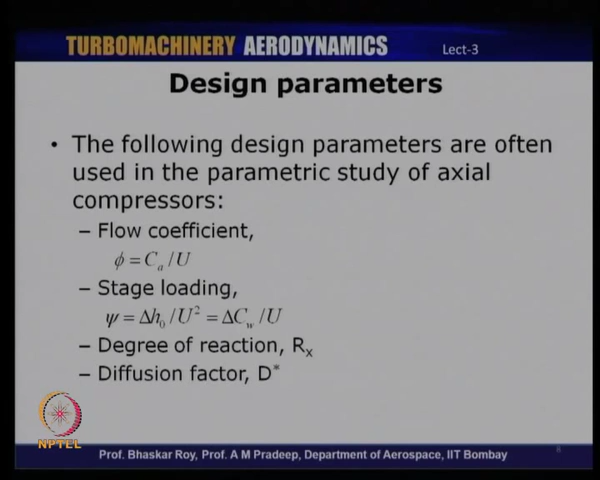 TURBOMACHINERY AERODYNAMICS Lect-3
Design parameters
• The following design parameters are often
used in the parametric study of axial
compressors:
– Flow coefficient,
ϕ = Cₐ/U
– Stage loading,
ψ = Δh₀/U² = ΔC_w/U
– Degree of reaction, Rₓ
– Diffusion factor, D*
NPTEL
Prof. Bhaskar Roy, Prof. A M Pradeep, Department of Aerospace, IIT Bombay